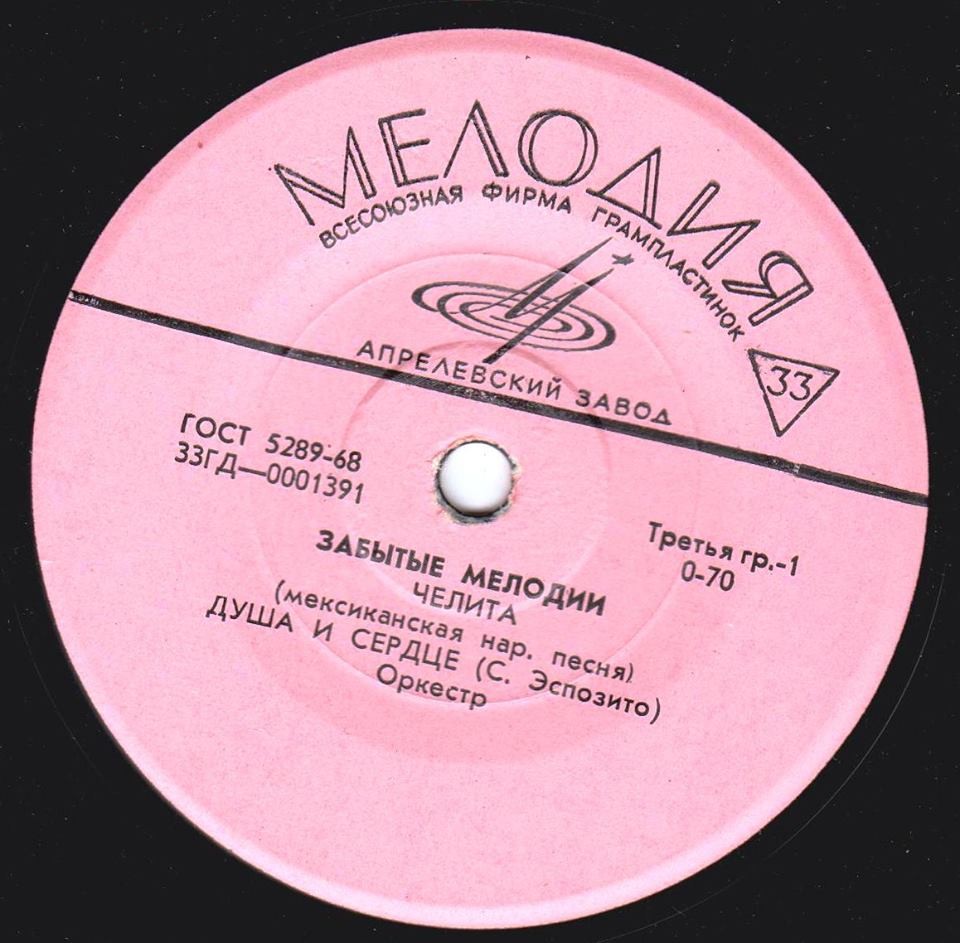 МЕЛОДИЯ
ВСЕСОЮЗНАЯ ФИРМА ГРАМПЛАСТИНОК
33
АПРЕЛЕВСКИЙ ЗАВОД
ГОСТ 5289-68
33ГД—0001391
Третья гр.-1
0-70
ЗАБЫТЫЕ МЕЛОДИИ
ЧЕЛИТА
(мексиканская нар. песня)
ДУША И СЕРДЦЕ (С. Эспозито)
Оркестр